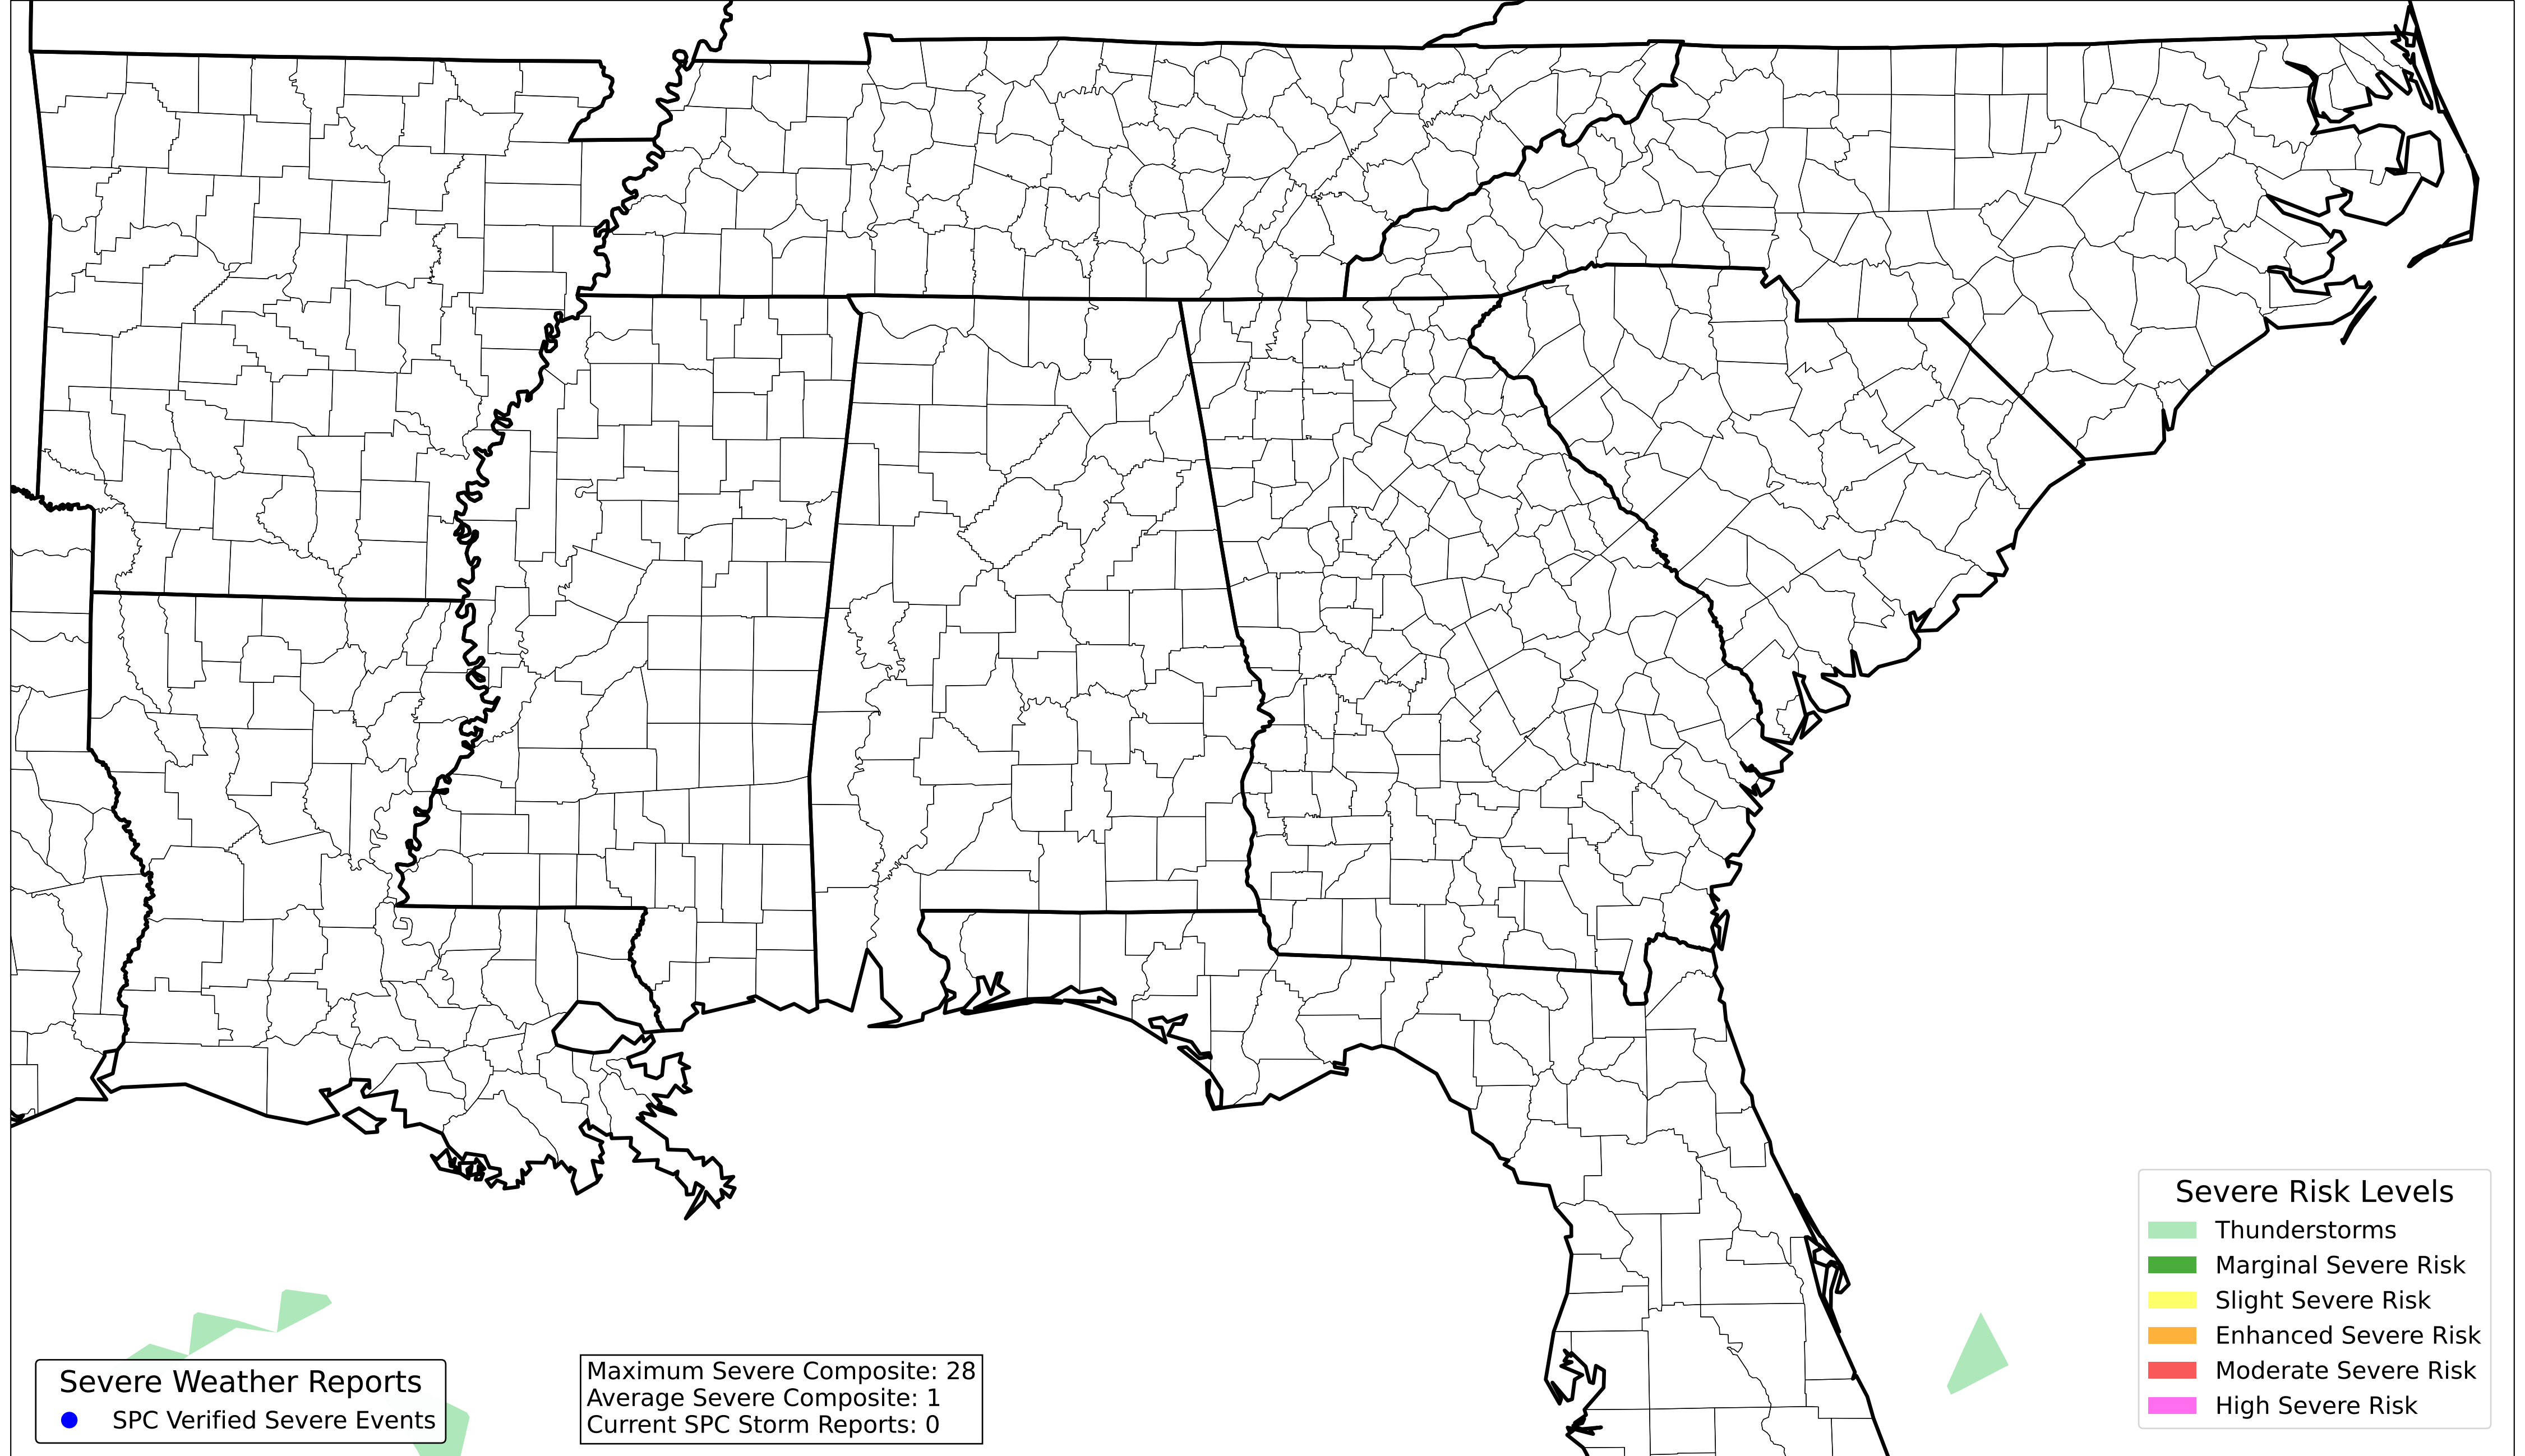 Severe Weather Reports
SPC Verified Severe Events
Maximum Severe Composite: 28
Average Severe Composite: 1
Current SPC Storm Reports: 0
Severe Risk Levels
Thunderstorms
Marginal Severe Risk
Slight Severe Risk
Enhanced Severe Risk
Moderate Severe Risk
High Severe Risk